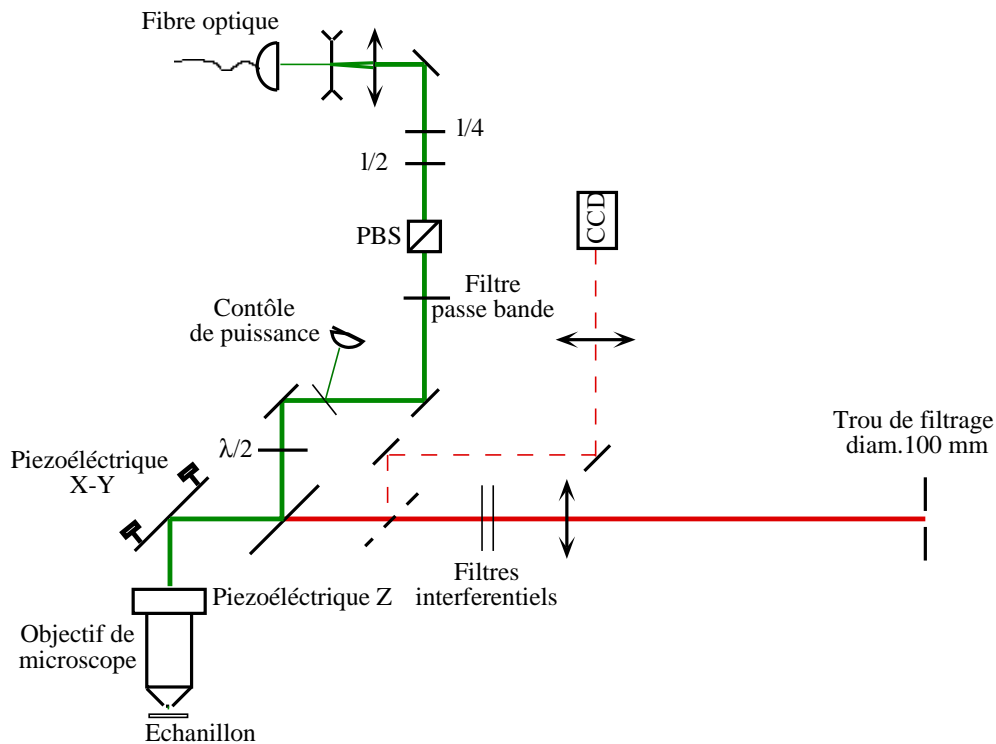 Fibre optique
l/4
l/2
PBS
CCD
Filtre
passe bande
Contôle
de puissance
Trou de filtrage
diam.100 mm
λ/2
Piezoéléctrique
X-Y
Filtres
interferentiels
Piezoéléctrique Z
Objectif de
microscope
Echanillon